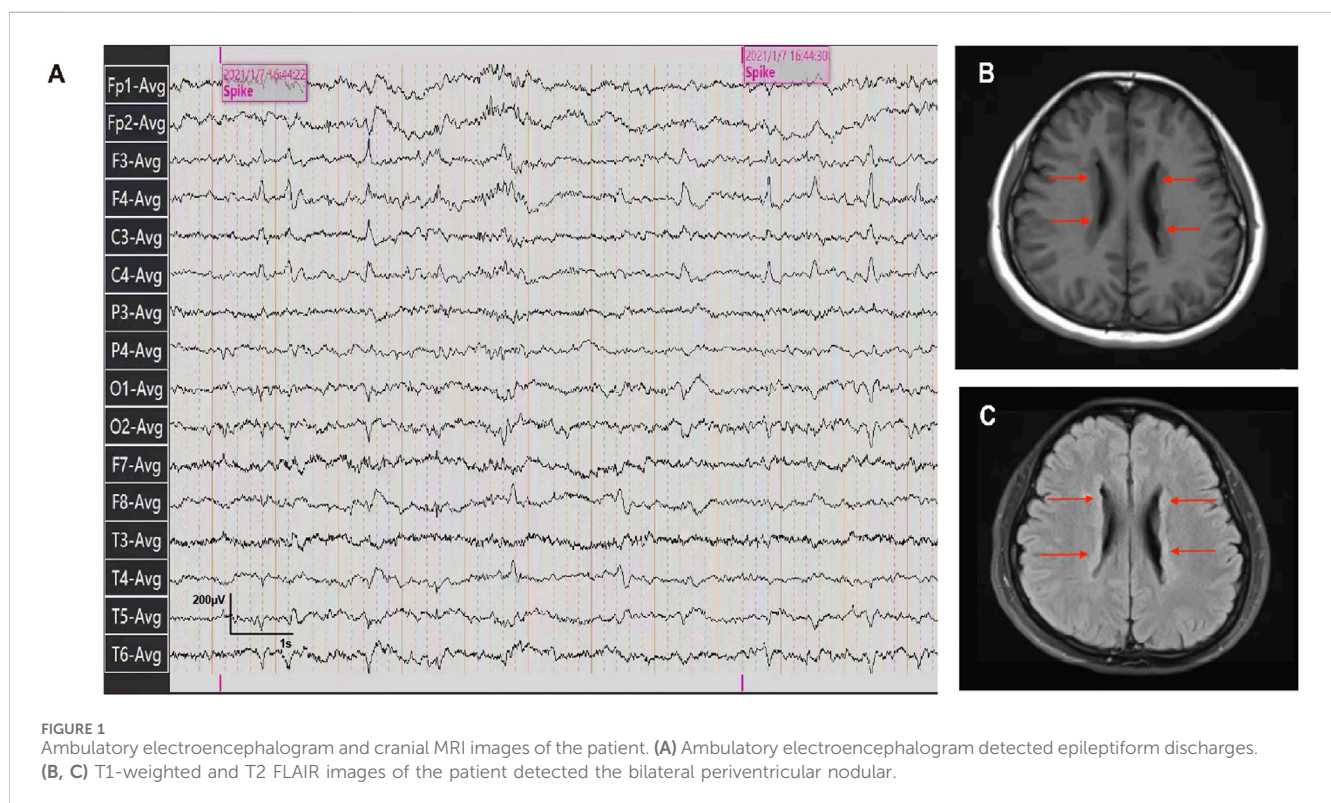 A
2021/1/7 16:44:22
Spike
2021/1/7 16:44:30
Spike
Fp1-Avg
Fp2-Avg
F3-Avg
F4-Avg
C3-Avg
C4-Avg
P3-Avg
P4-Avg
O1-Avg
O2-Avg
F7-Avg
F8-Avg
T3-Avg
T4-Avg
T5-Avg
T6-Avg
200μV
1s
B
C
FIGURE 1
Ambulatory electroencephalogram and cranial MRI images of the patient. (A) Ambulatory electroencephalogram detected epileptiform discharges.
(B, C) T1-weighted and T2 FLAIR images of the patient detected the bilateral periventricular nodular.